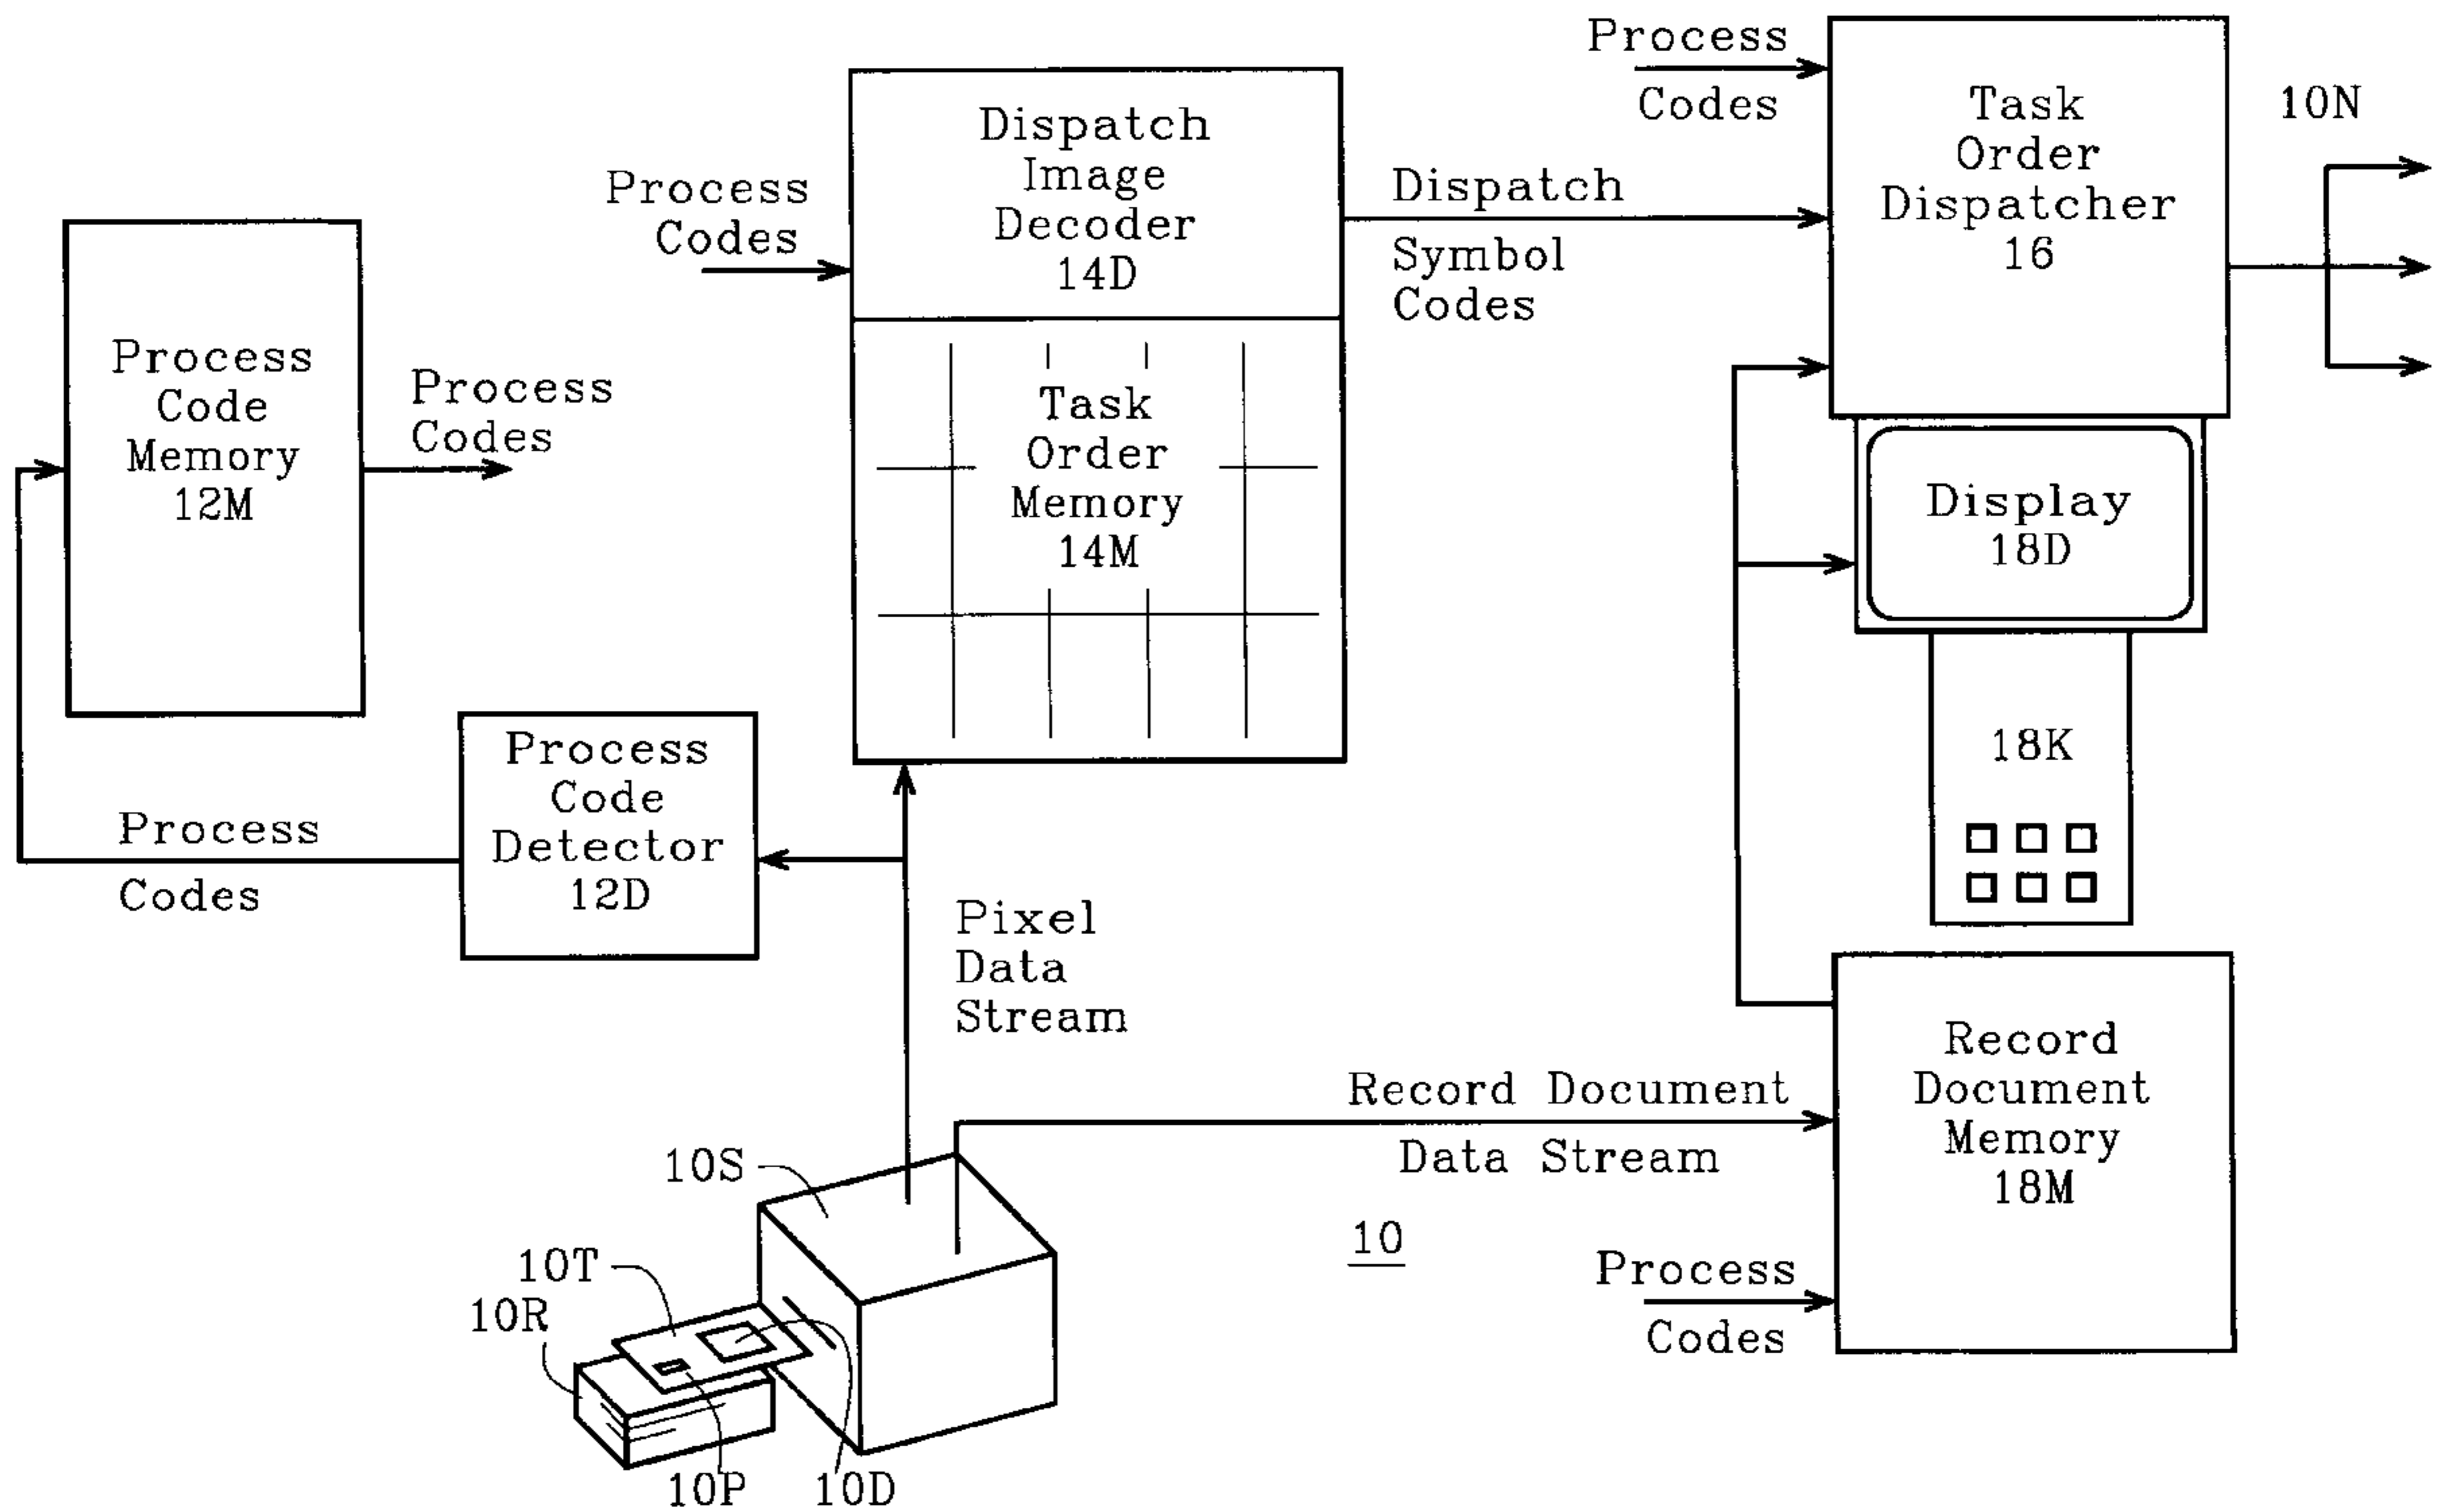 Process
Codes
Task
Order
Dispatcher
16
10N
Dispatch
Image
Decoder
14D
Process
Codes
Dispatch
Symbol
Codes
Process
Code
Memory
12M
Process
Codes
Task
Order
Memory
14M
Display
18D
18K
Process
Code
Detector
12D
Process
Codes
Pixel
Data
Stream
Record
Document
Memory
18M
Record Document
Data Stream
10S
10
10T
10R
Process
Codes
10P
10D